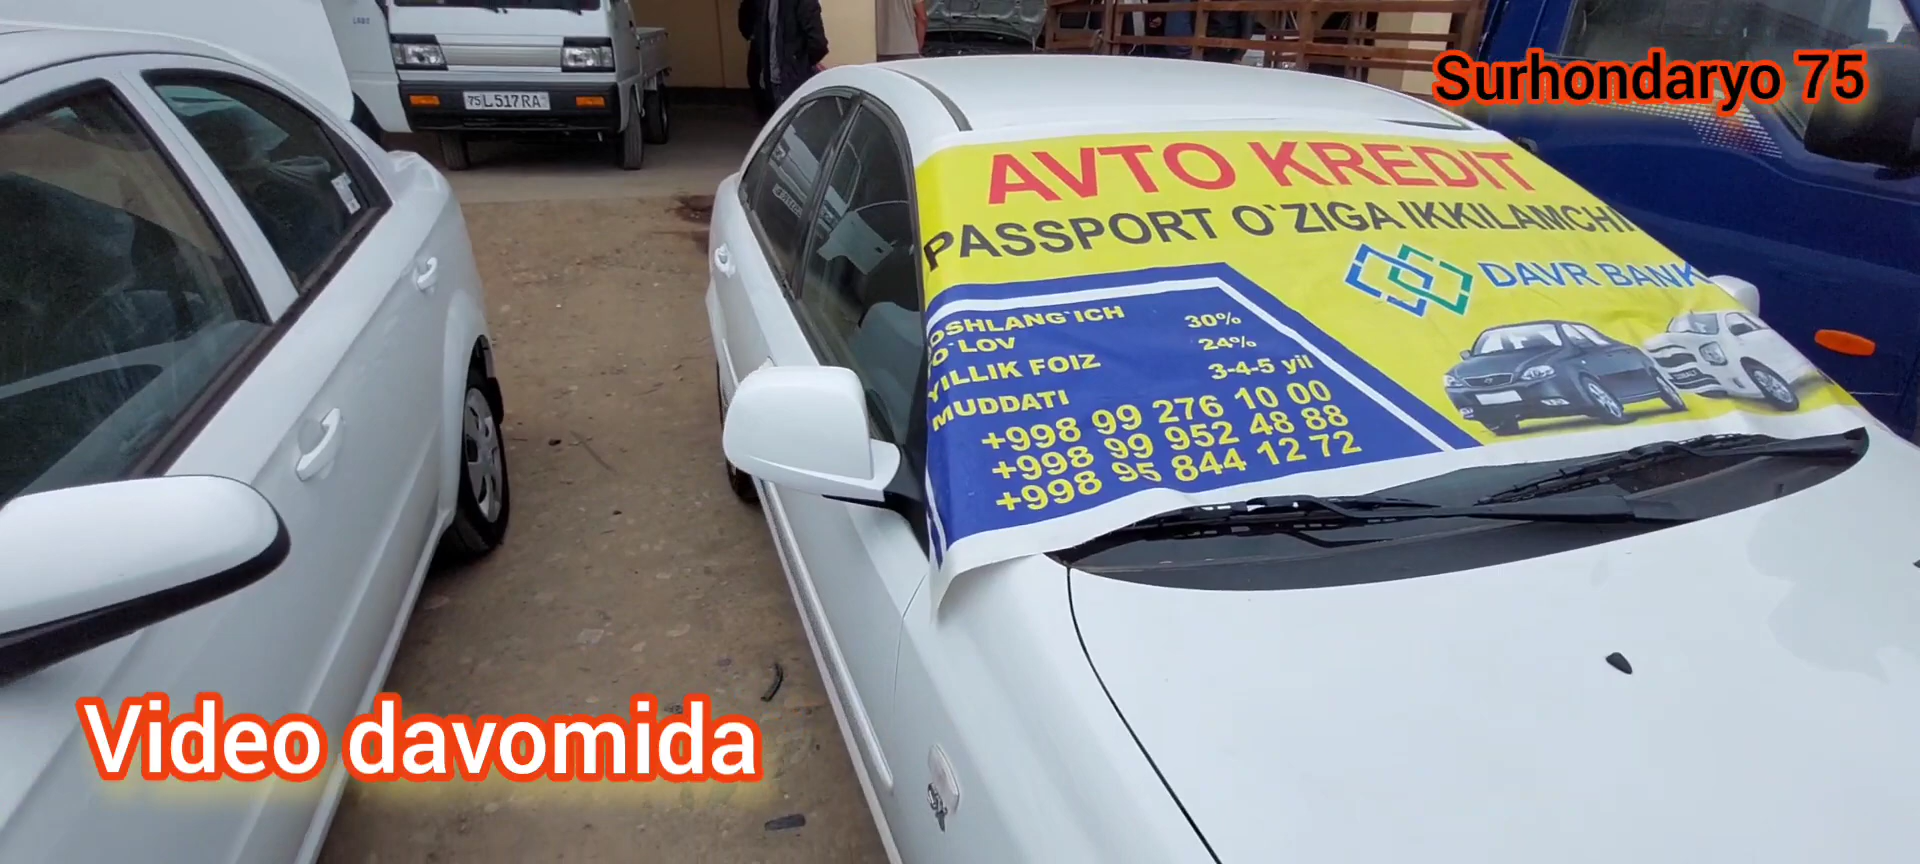 Surhondaryo 75
75 L517RA
AVTO KREDIT
PASSPORT O`ZIGA IKKILAMCHI
DAVR BANK
OSHLANG`ICH 30%
O`LOV
YILLIK FOIZ 24%
MUDDATI 3-4-5 yil
+998 99 276 10 00
+998 99 952 48 88
+998 95 844 12 72
Video davomida